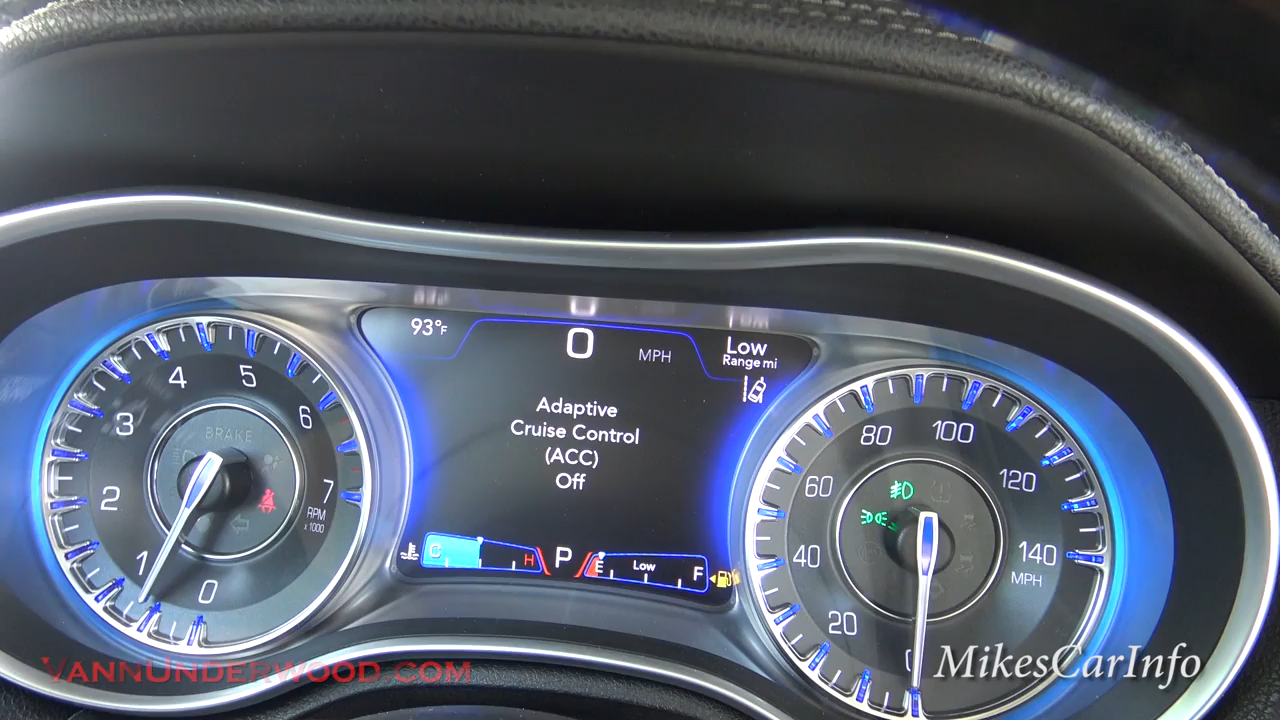 93°F
0
MPH
Low
Range mi
Adaptive
Cruise Control
(ACC)
Off
C
H
P
E
Low
F
BRAKE
0
1
2
3
4
5
6
7
RPM
x 1000
0
20
40
60
80
100
120
140
MPH
VannUnderwood.com
MikesCarInfo